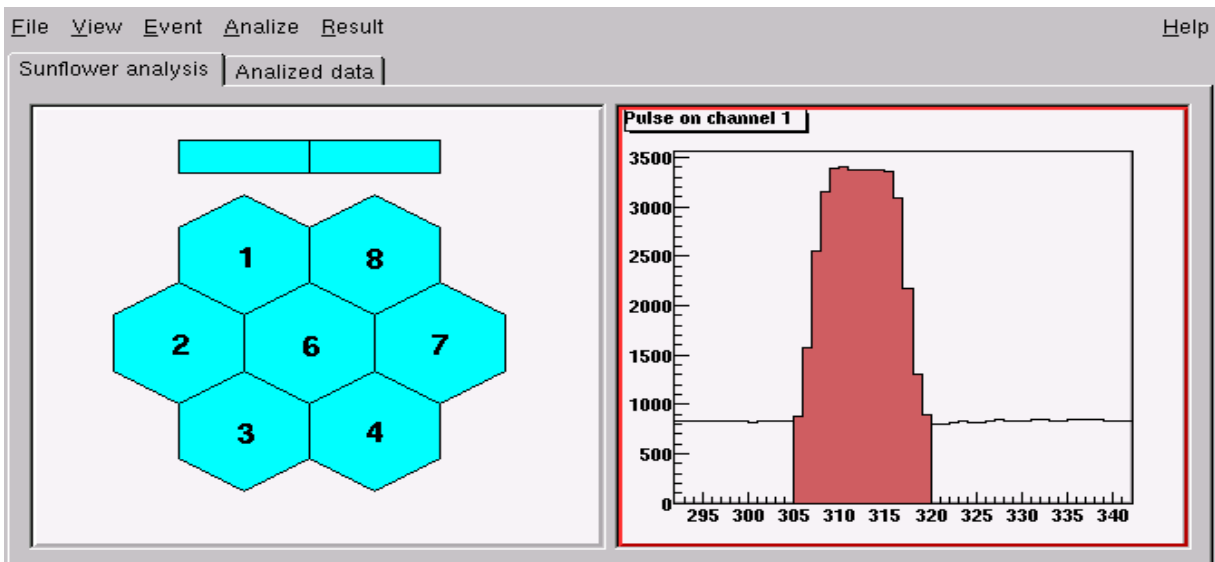 File View Event Analize Result Help
Sunflower analysis Analized data
1 8
2 6 7
3 4
Pulse on channel 1
3500
3000
2500
2000
1500
1000
500
0
295 300 305 310 315 320 325 330 335 340